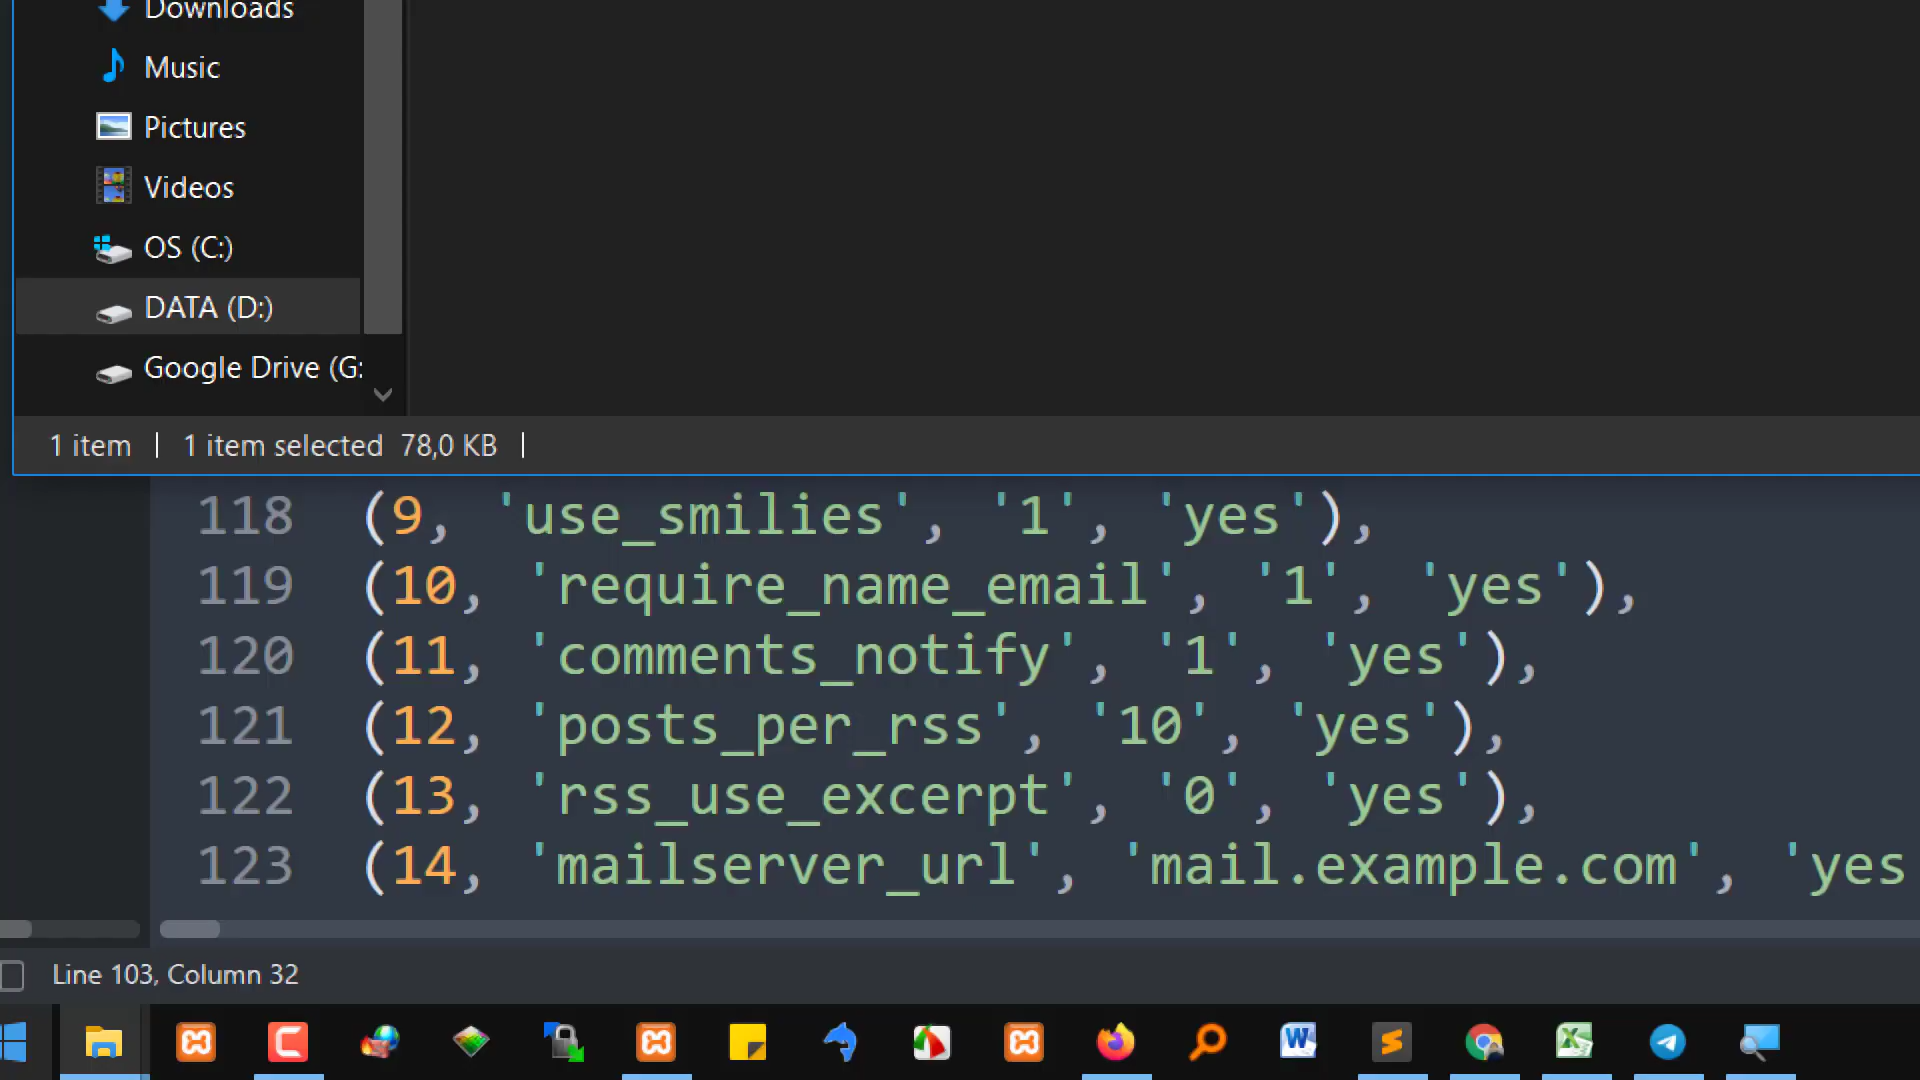 Downloads
Music
Pictures
Videos
OS (C:)
DATA (D:)
Google Drive (G:
1 item | 1 item selected 78,0 KB |
118 (9, 'use_smilies', '1', 'yes'),
119 (10, 'require_name_email', '1', 'yes'),
120 (11, 'comments_notify', '1', 'yes'),
121 (12, 'posts_per_rss', '10', 'yes'),
122 (13, 'rss_use_excerpt', '0', 'yes'),
123 (14, 'mailserver_url', 'mail.example.com', 'yes
Line 103, Column 32